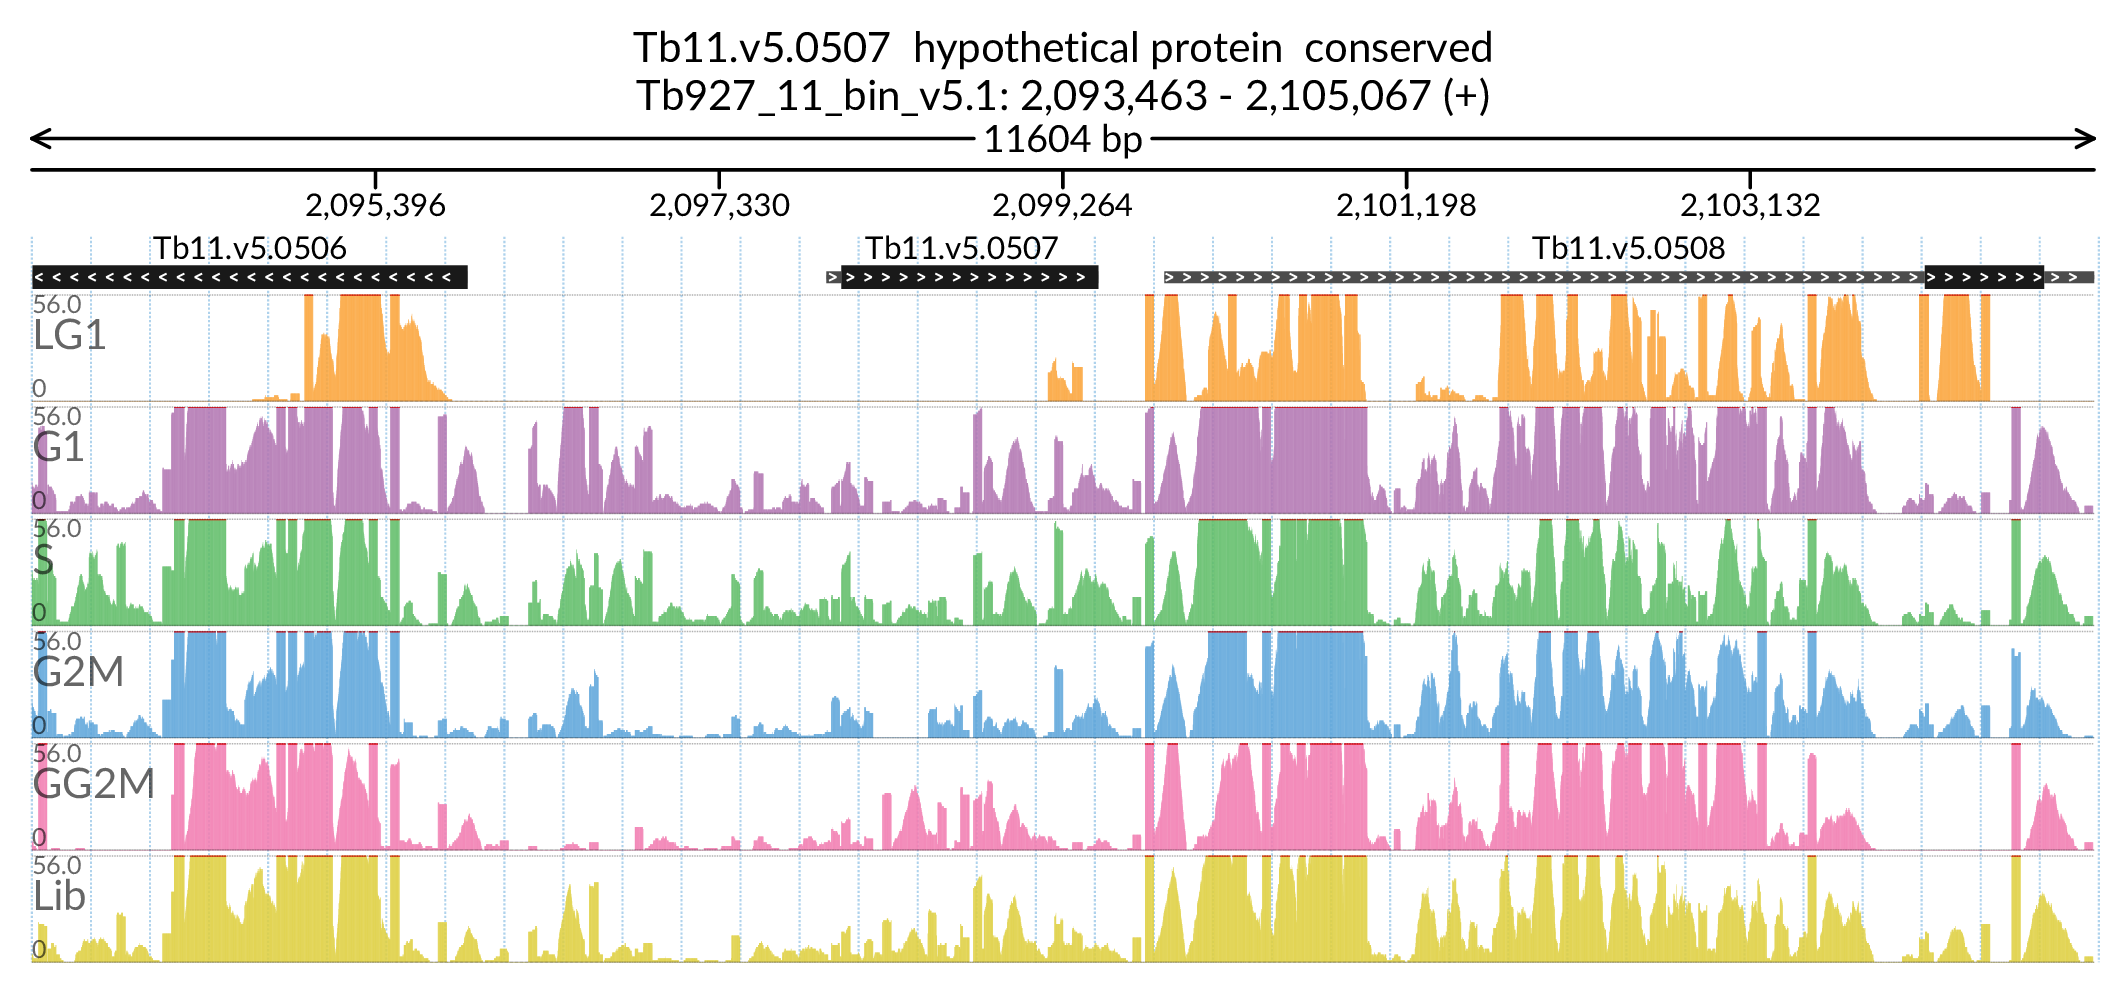 Tb11.v5.0507 hypothetical protein conserved
Tb927_11_bin_v5.1: 2,093,463 - 2,105,067 (+)
11604 bp
2,095,396 2,097,330 2,099,264 2,101,198 2,103,132
Tb11.v5.0506 Tb11.v5.0507 Tb11.v5.0508
56.0
LG1
0
56.0
G1
0
56.0
S
0
56.0
G2M
0
56.0
GG2M
0
56.0
Lib
0